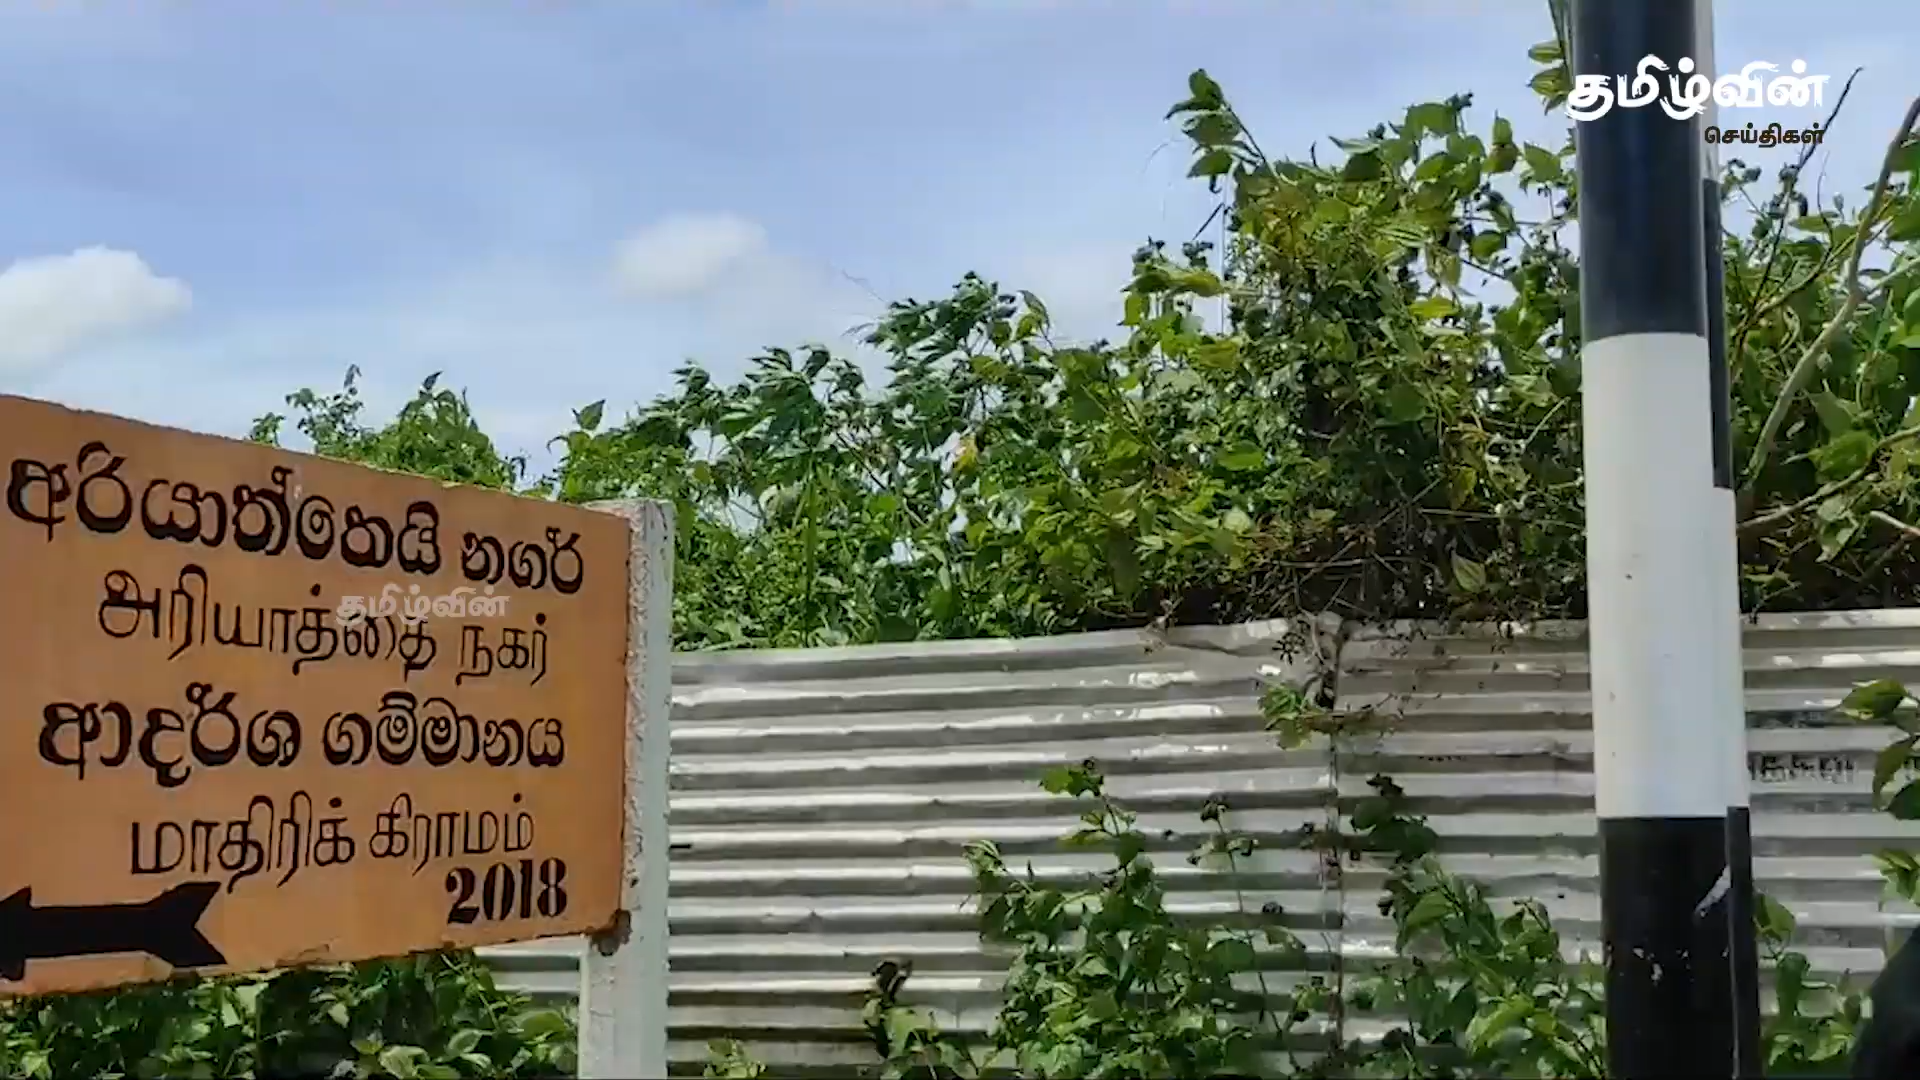 தமிழ்வின்
செய்திகள்
අරියාත්තෙයි නගර්
அரியாத்தை நகர்
தமிழ்வின்
ආදර්ශ ගම්මානය
மாதிரிக் கிராமம்
2018